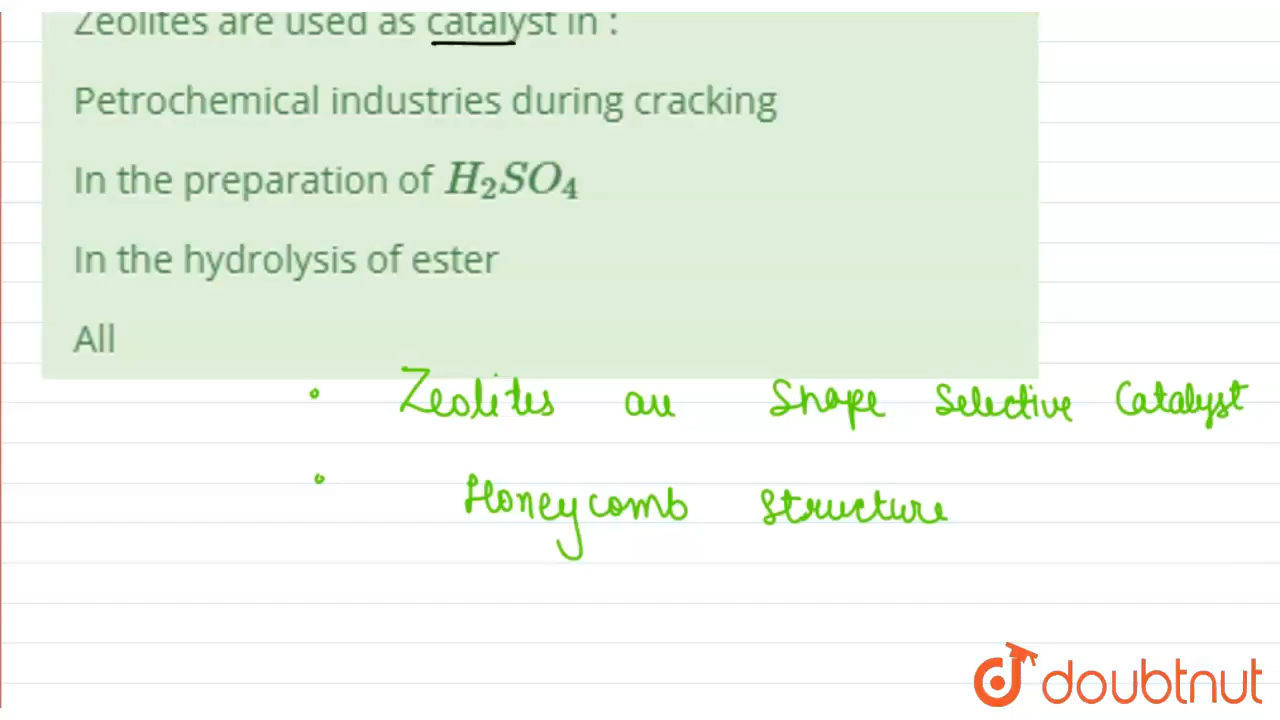 Zeolites are used as catalyst in :
Petrochemical industries during cracking
In the preparation of H₂SO₄
In the hydrolysis of ester
All
• Zeolites are Shape Selective Catalyst
• Honeycomb Structure
doubtnut